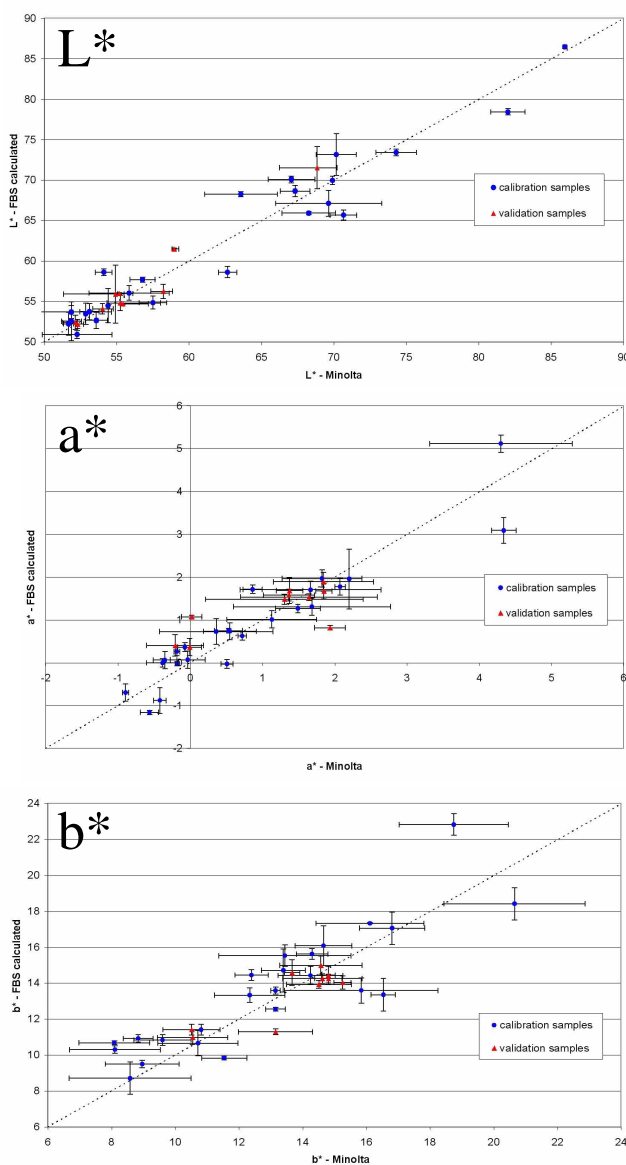 L*
90
85
80
75
70
65
60
55
50
L* - FBS calculated
calibration samples
validation samples
50 55 60 65 70 75 80 85 90
L* - Minolta
a*
6
5
4
3
2
1
-1
-2
a* - FBS calculated
calibration samples
validation samples
-2 -1 0 1 2 3 4 5 6
a* - Minolta
b*
24
22
20
18
16
14
12
10
8
6
b* - FBS calculated
calibration samples
validation samples
6 8 10 12 14 16 18 20 22 24
b* - Minolta